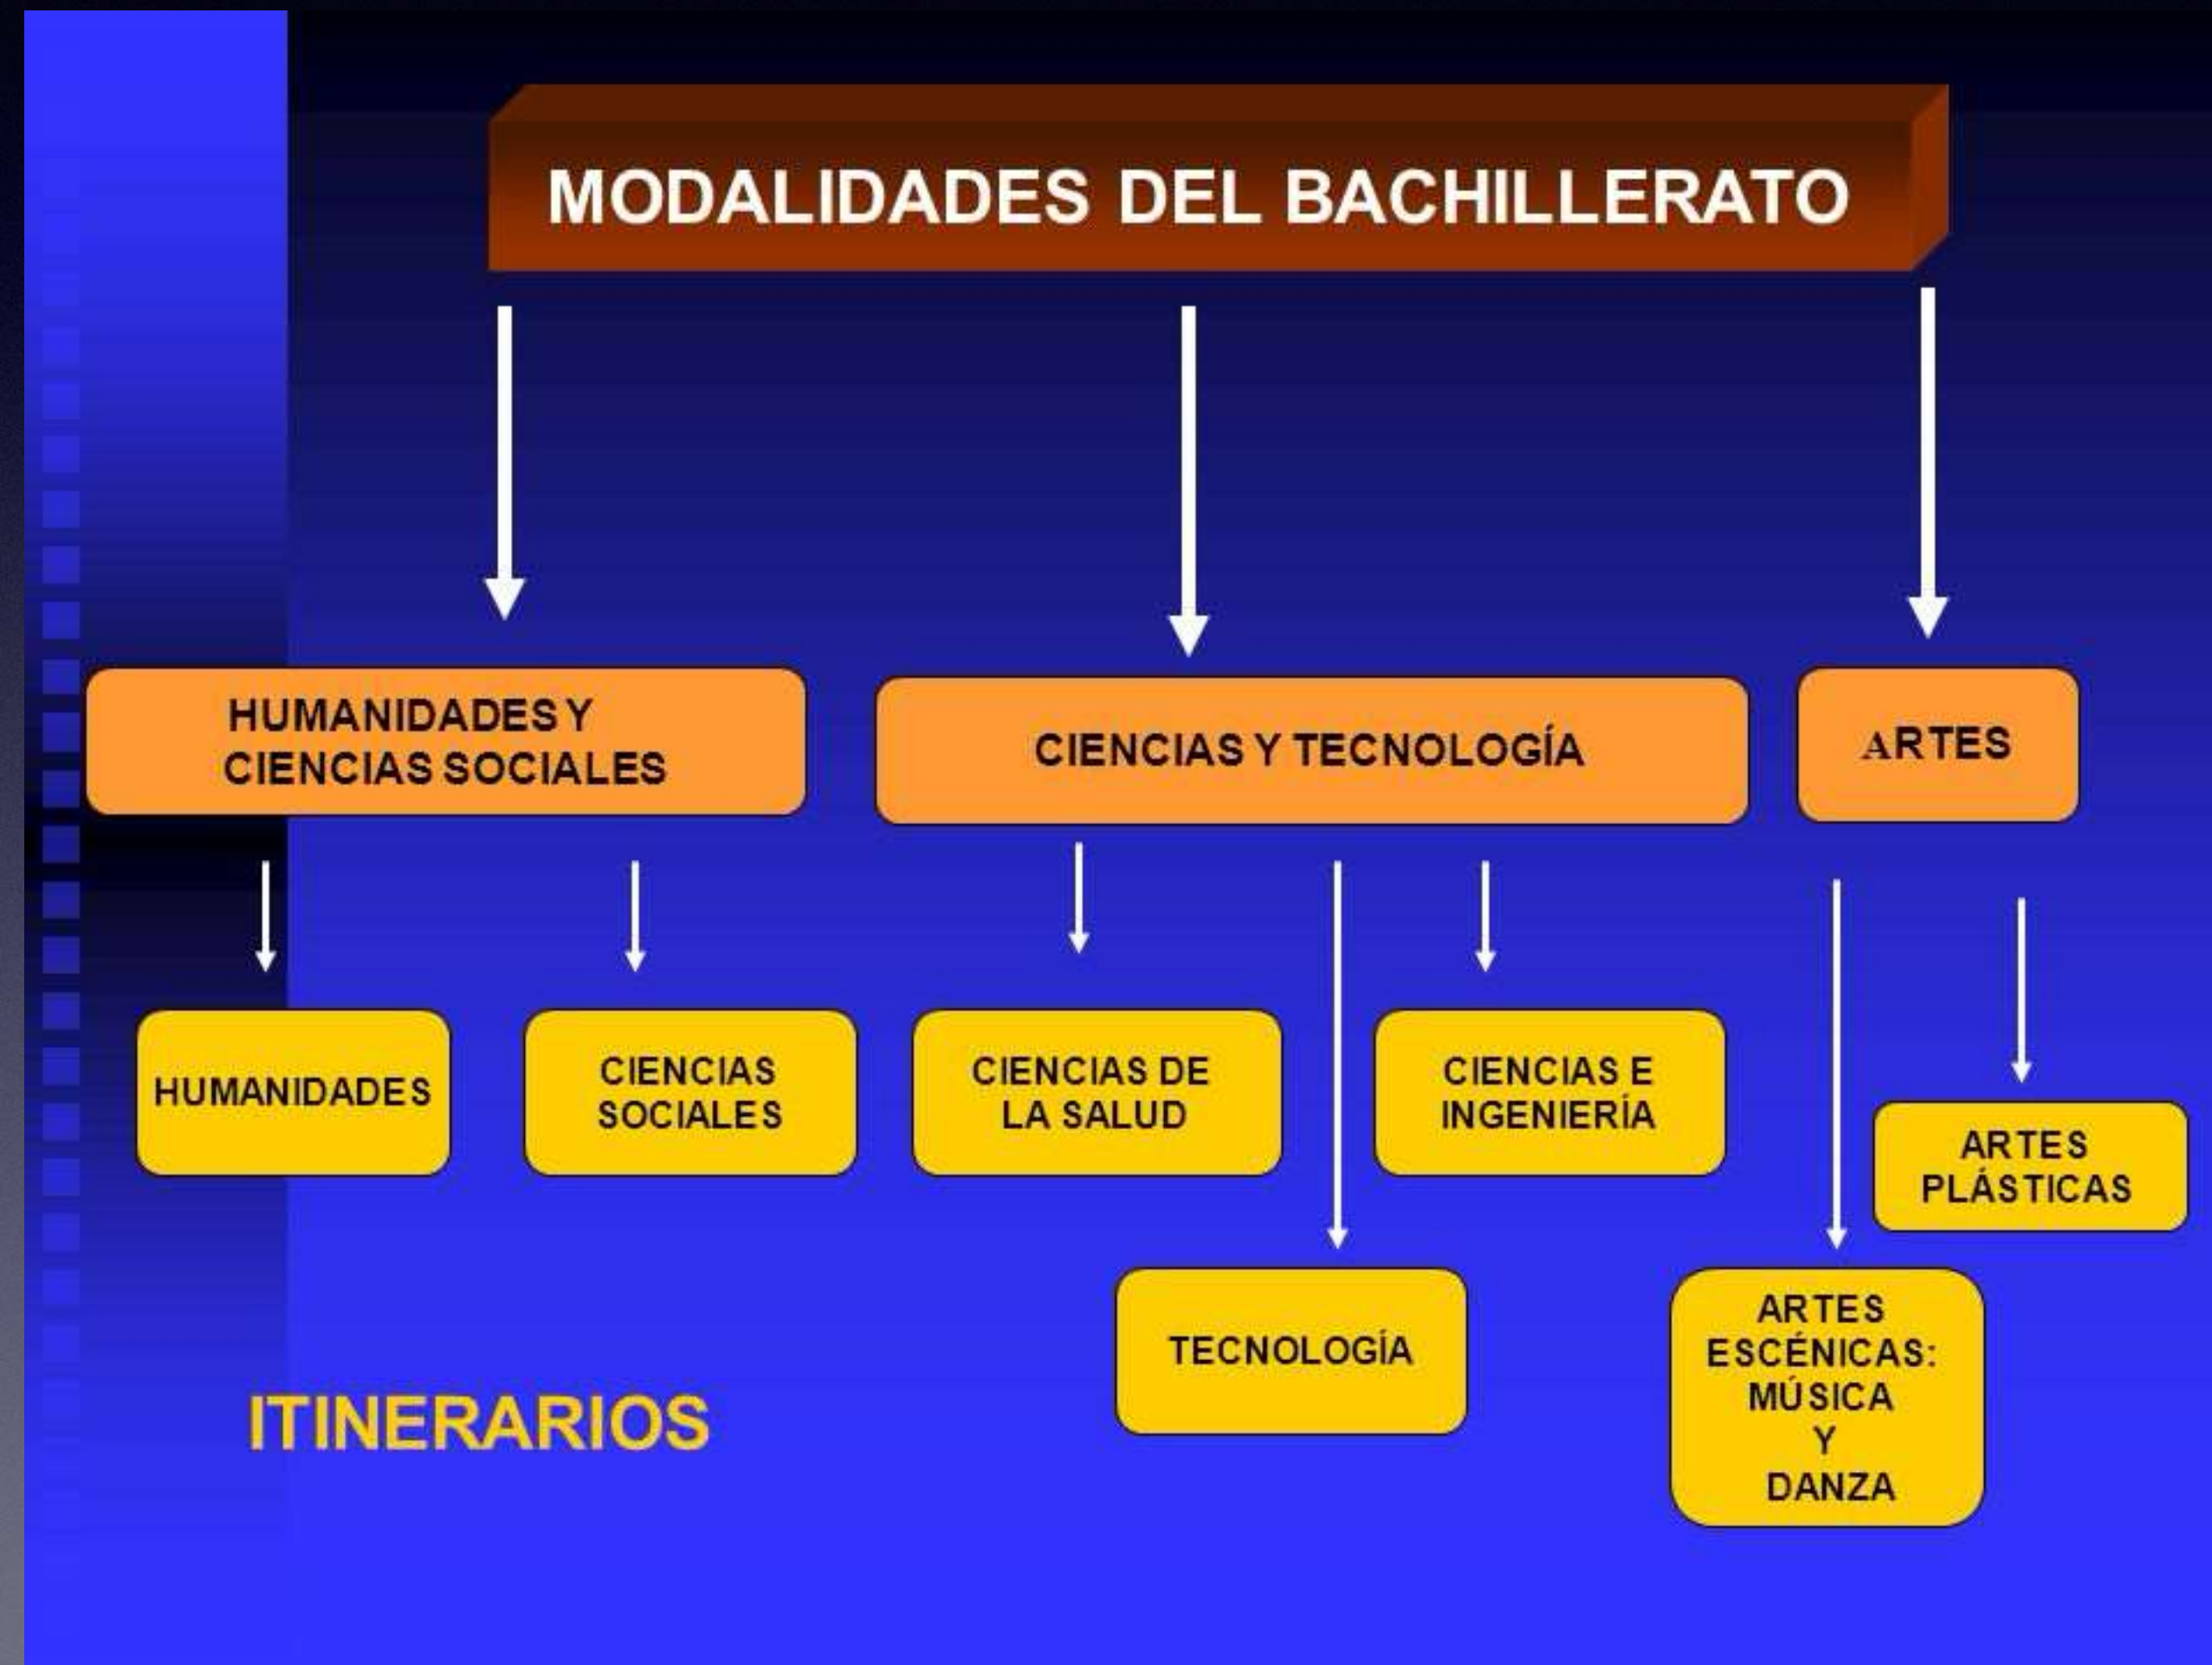 MODALIDADES DEL BACHILLERATO
HUMANIDADES Y
CIENCIAS SOCIALES
CIENCIAS Y TECNOLOGÍA
ARTES
HUMANIDADES
CIENCIAS
SOCIALES
CIENCIAS DE
LA SALUD
CIENCIAS E
INGENIERÍA
ARTES
PLÁSTICAS
TECNOLOGÍA
ARTES
ESCÉNICAS:
MÚSICA
Y
DANZA
ITINERARIOS